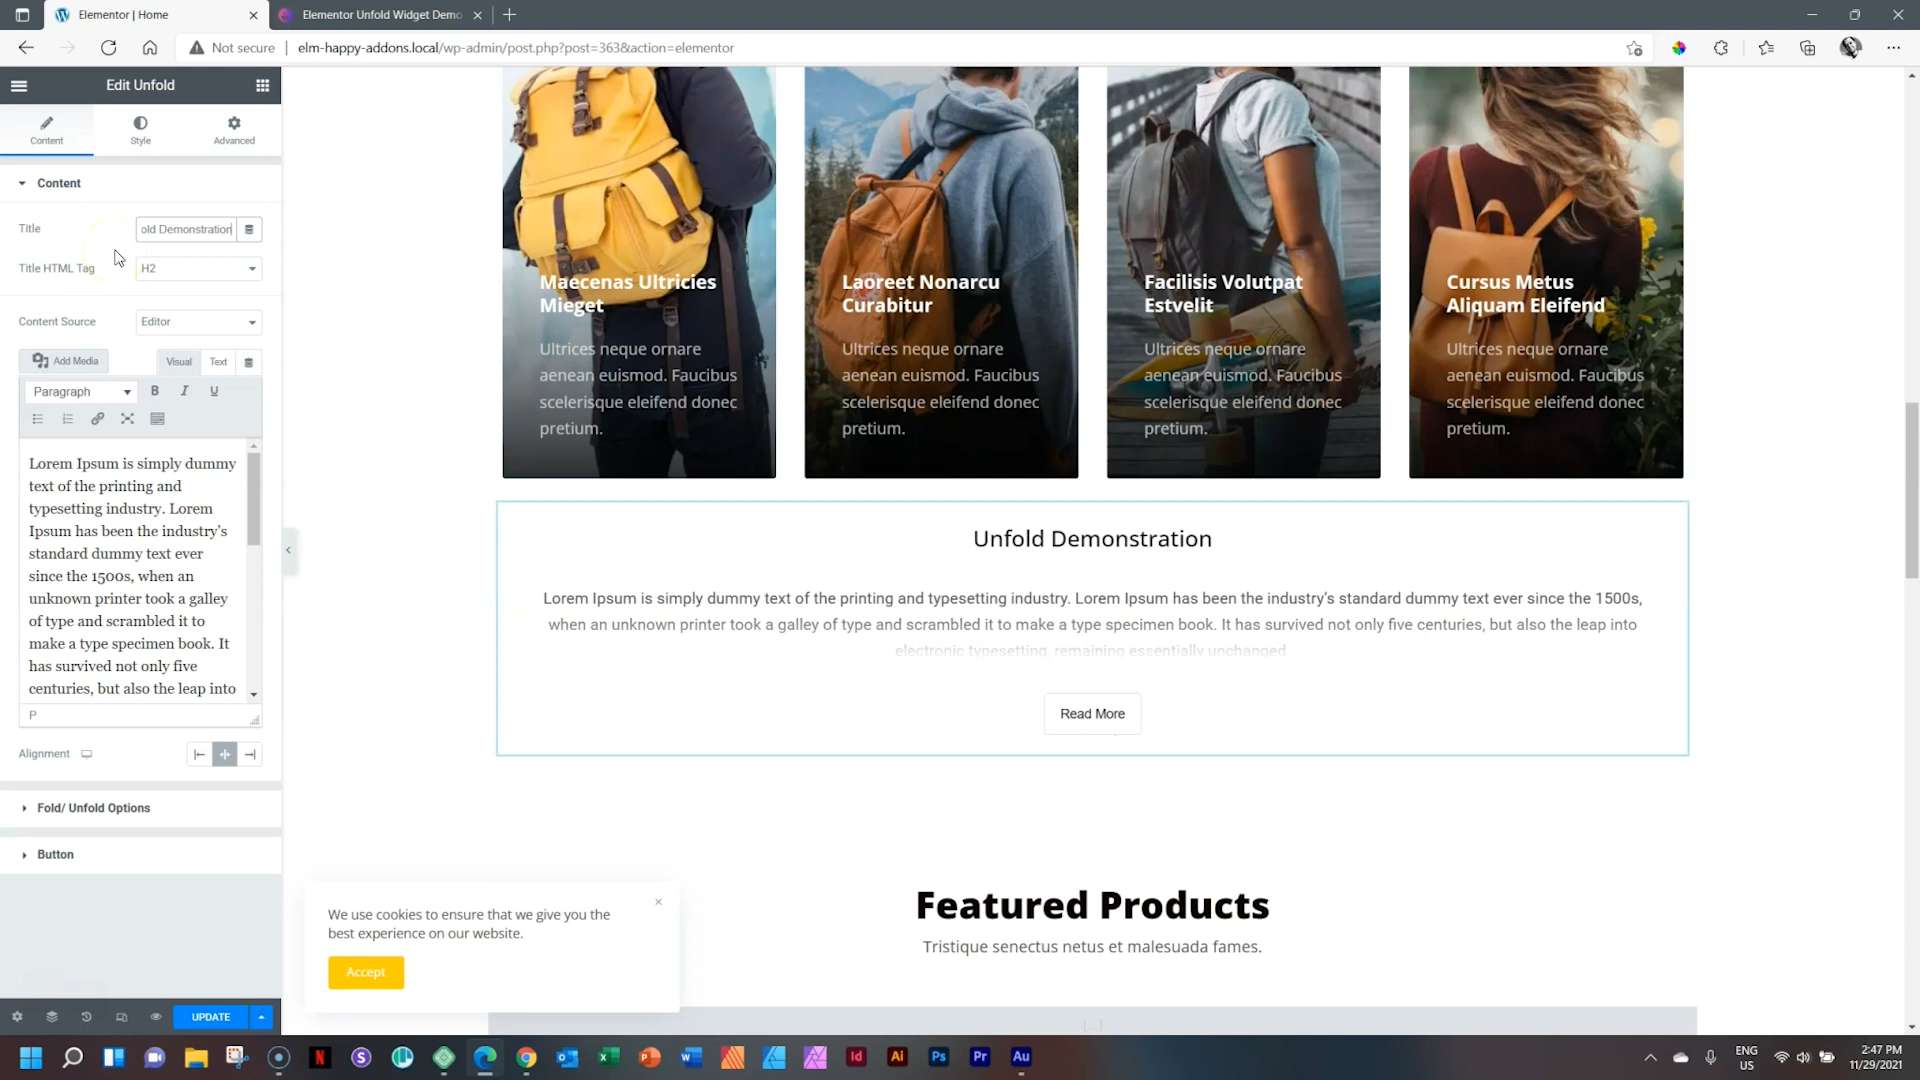 Elementor | Home
Elementor Unfold Widget Demo
Not secure
elm-happy-addons.local/wp-admin/post.php?post=363&action=elementor
Edit Unfold
Content
Style
Advanced
Content
Title
old Demonstration
Title HTML Tag
H2
Content Source
Editor
Add Media
Visual
Text
Paragraph
B
I
U
Lorem Ipsum is simply dummy
text of the printing and
typesetting industry. Lorem
Ipsum has been the industry's
standard dummy text ever
since the 1500s, when an
unknown printer took a galley
of type and scrambled it to
make a type specimen book. It
has survived not only five
centuries, but also the leap into
P
Alignment
Fold/ Unfold Options
Button
UPDATE
Maecenas Ultricies
Mieget
Ultrices neque ornare
aenean euismod. Faucibus
scelerisque eleifend donec
pretium.
Laoreet Nonarcu
Curabitur
Ultrices neque ornare
aenean euismod. Faucibus
scelerisque eleifend donec
pretium.
Facilisis Volutpat
Estvelit
Ultrices neque ornare
aenean euismod. Faucibus
scelerisque eleifend donec
pretium.
Cursus Metus
Aliquam Eleifend
Ultrices neque ornare
aenean euismod. Faucibus
scelerisque eleifend donec
pretium.
Unfold Demonstration
Lorem Ipsum is simply dummy text of the printing and typesetting industry. Lorem Ipsum has been the industry's standard dummy text ever since the 1500s,
when an unknown printer took a galley of type and scrambled it to make a type specimen book. It has survived not only five centuries, but also the leap into
electronic typesetting, remaining essentially unchanged.
Read More
Featured Products
Tristique senectus netus et malesuada fames.
[...]
We use cookies to ensure that we give you the
best experience on our website.
Accept
ENG
US
2:47 PM
11/29/2021